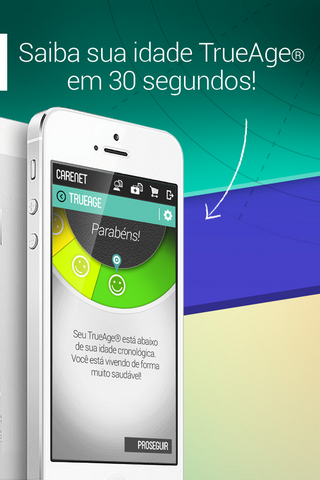 Saiba sua idade TrueAge®
em 30 segundos!
CARENET
TRUEAGE
Parabéns!
Seu TrueAge® está abaixo
de sua idade cronológica.
Você está vivendo de forma
muito saudável!
PROSEGUIR